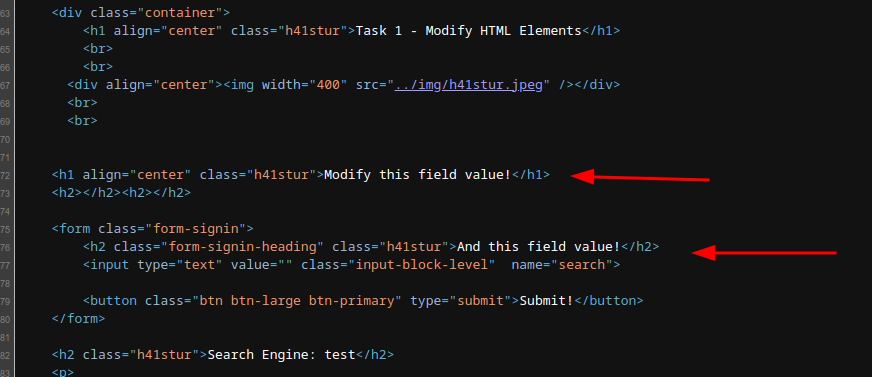 63 <div class="container">
64 <h1 align="center" class="h41stur">Task 1 - Modify HTML Elements</h1>
65 <br>
66 <br>
67 <div align="center"><img width="400" src="../img/h41stur.jpeg" /></div>
68 <br>
69 <br>
70
71
72 <h1 align="center" class="h41stur">Modify this field value!</h1>
73 <h2></h2><h2></h2>
74
75 <form class="form-signin">
76 <h2 class="form-signin-heading" class="h41stur">And this field value!</h2>
77 <input type="text" value="" class="input-block-level"  name="search">
78
79 <button class="btn btn-large btn-primary" type="submit">Submit!</button>
80 </form>
81
82 <h2 class="h41stur">Search Engine: test</h2>
83 <p>